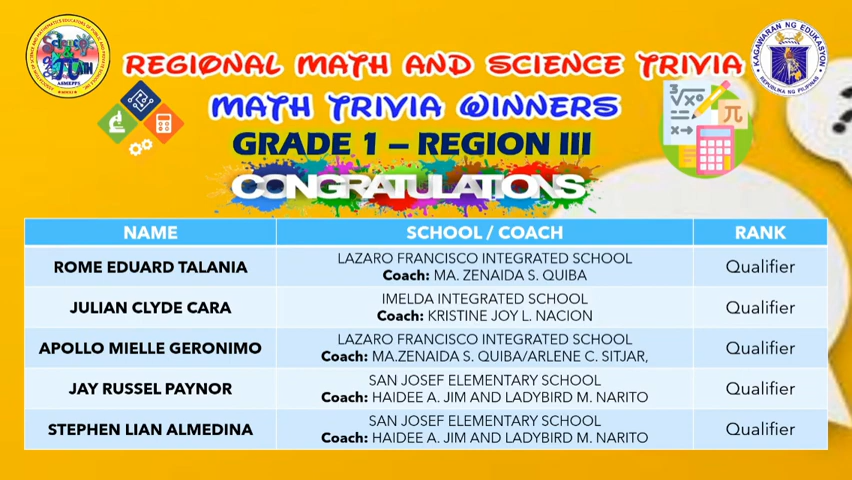 REGIONAL MATH AND SCIENCE TRIVIA
MATH TRIVIA WINNERS
GRADE 1 – REGION III
CONGRATULATIONS
NAME SCHOOL / COACH RANK
ROME EDUARD TALANIA
LAZARO FRANCISCO INTEGRATED SCHOOL
Coach: MA. ZENAIDA S. QUIBA
Qualifier
JULIAN CLYDE CARA
IMELDA INTEGRATED SCHOOL
Coach: KRISTINE JOY L. NACION
Qualifier
APOLLO MIELLE GERONIMO
LAZARO FRANCISCO INTEGRATED SCHOOL
Coach: MA.ZENAIDA S. QUIBA/ARLENE C. SITJAR,
Qualifier
JAY RUSSEL PAYNOR
SAN JOSEF ELEMENTARY SCHOOL
Coach: HAIDEE A. JIM AND LADYBIRD M. NARITO
Qualifier
STEPHEN LIAN ALMEDINA
SAN JOSEF ELEMENTARY SCHOOL
Coach: HAIDEE A. JIM AND LADYBIRD M. NARITO
Qualifier
KAGAWARAN NG EDUKASYON
REPUBLIKA NG PILIPINAS